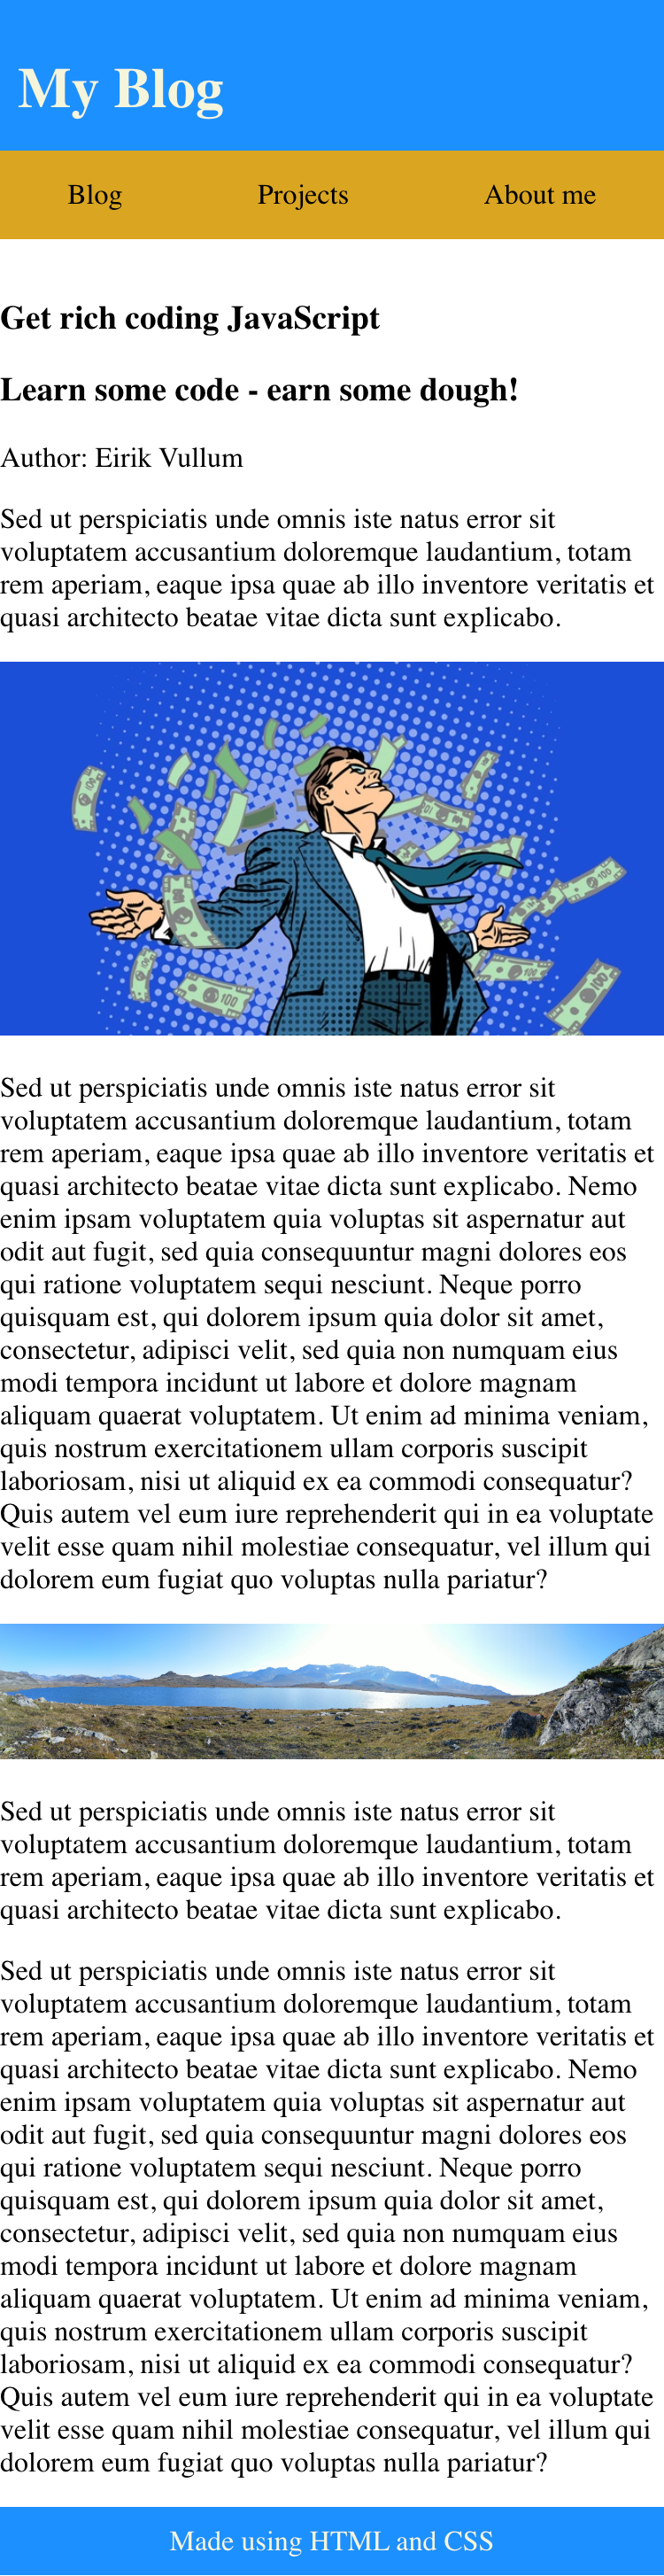 My Blog
Blog Projects About me
Get rich coding JavaScript
Learn some code - earn some dough!
Author: Eirik Vullum
Sed ut perspiciatis unde omnis iste natus error sit
voluptatem accusantium doloremque laudantium, totam
rem aperiam, eaque ipsa quae ab illo inventore veritatis et
quasi architecto beatae vitae dicta sunt explicabo.
100
100
100
100
100
Sed ut perspiciatis unde omnis iste natus error sit
voluptatem accusantium doloremque laudantium, totam
rem aperiam, eaque ipsa quae ab illo inventore veritatis et
quasi architecto beatae vitae dicta sunt explicabo. Nemo
enim ipsam voluptatem quia voluptas sit aspernatur aut
odit aut fugit, sed quia consequuntur magni dolores eos
qui ratione voluptatem sequi nesciunt. Neque porro
quisquam est, qui dolorem ipsum quia dolor sit amet,
consectetur, adipisci velit, sed quia non numquam eius
modi tempora incidunt ut labore et dolore magnam
aliquam quaerat voluptatem. Ut enim ad minima veniam,
quis nostrum exercitationem ullam corporis suscipit
laboriosam, nisi ut aliquid ex ea commodi consequatur?
Quis autem vel eum iure reprehenderit qui in ea voluptate
velit esse quam nihil molestiae consequatur, vel illum qui
dolorem eum fugiat quo voluptas nulla pariatur?
Sed ut perspiciatis unde omnis iste natus error sit
voluptatem accusantium doloremque laudantium, totam
rem aperiam, eaque ipsa quae ab illo inventore veritatis et
quasi architecto beatae vitae dicta sunt explicabo.
Sed ut perspiciatis unde omnis iste natus error sit
voluptatem accusantium doloremque laudantium, totam
rem aperiam, eaque ipsa quae ab illo inventore veritatis et
quasi architecto beatae vitae dicta sunt explicabo. Nemo
enim ipsam voluptatem quia voluptas sit aspernatur aut
odit aut fugit, sed quia consequuntur magni dolores eos
qui ratione voluptatem sequi nesciunt. Neque porro
quisquam est, qui dolorem ipsum quia dolor sit amet,
consectetur, adipisci velit, sed quia non numquam eius
modi tempora incidunt ut labore et dolore magnam
aliquam quaerat voluptatem. Ut enim ad minima veniam,
quis nostrum exercitationem ullam corporis suscipit
laboriosam, nisi ut aliquid ex ea commodi consequatur?
Quis autem vel eum iure reprehenderit qui in ea voluptate
velit esse quam nihil molestiae consequatur, vel illum qui
dolorem eum fugiat quo voluptas nulla pariatur?
Made using HTML and CSS